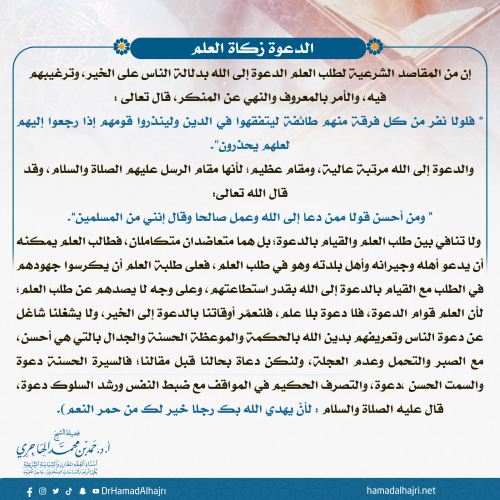 الدعوة زكاة العلم
إن من المقاصد الشرعية لطلب العلم الدعوة إلى الله بدلالة الناس على الخير، وترغيبهم
فيه، والأمر بالمعروف والنهي عن المنكر، قال تعالى :
" فلولا نفر من كل فرقة منهم طائفة ليتفقهوا في الدين ولينذروا قومهم إذا رجعوا إليهم
لعلهم يحذرون".
والدعوة إلى الله مرتبة عالية، ومقام عظيم؛ لأنها مقام الرسل عليهم الصلاة والسلام، وقد
قال الله تعالى:
" ومن أحسن قولا ممن دعا إلى الله وعمل صالحا وقال إنني من المسلمين".
ولا تنافي بين طلب العلم والقيام بالدعوة؛ بل هما متعاضدان متكاملان، فطالب العلم يمكنه
أن يدعو أهله وجيرانه وأهل بلدته وهو في طلب العلم، فعلى طلبة العلم أن يكرسوا جهودهم
في الطلب مع القيام بالدعوة إلى الله بقدر استطاعتهم، وعلى وجه لا يصدهم عن طلب العلم؛
لأن العلم قوام الدعوة، فلا دعوة بلا علم، فلنعمّر أوقاتنا بالدعوة إلى الخير، ولا يشغلنا شاغل
عن دعوة الناس وتعريفهم بدين الله بالحكمة والموعظة الحسنة والجدال بالتي هي أحسن،
مع الصبر والتحمل وعدم العجلة، ولنكن دعاة بحالنا قبل مقالنا؛ فالسيرة الحسنة دعوة
والسمت الحسن ،دعوة، والتصرف الحكيم في المواقف مع ضبط النفس ورشد السلوك دعوة،
قال عليه الصلاة والسلام : لأنْ يهدي الله بك رجلا خير لك من حمر النعم).
فضيلة الشيخ
أ.د. حمد بن محمد الهاجري
DrHamadAlhajri
hamadalhajri.net